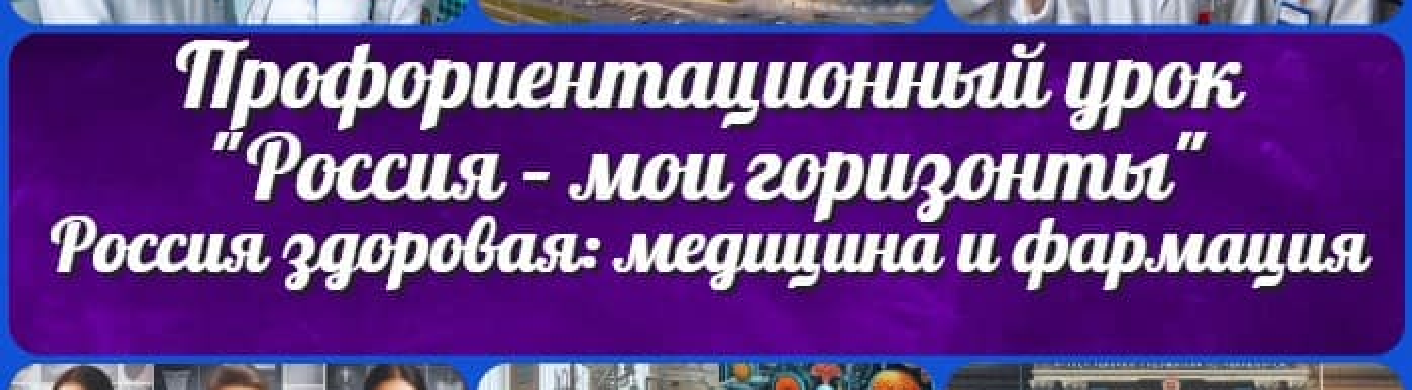 Профориентационный урок
"Россия – мои горизонты"
Россия здоровая: медицина и фармация